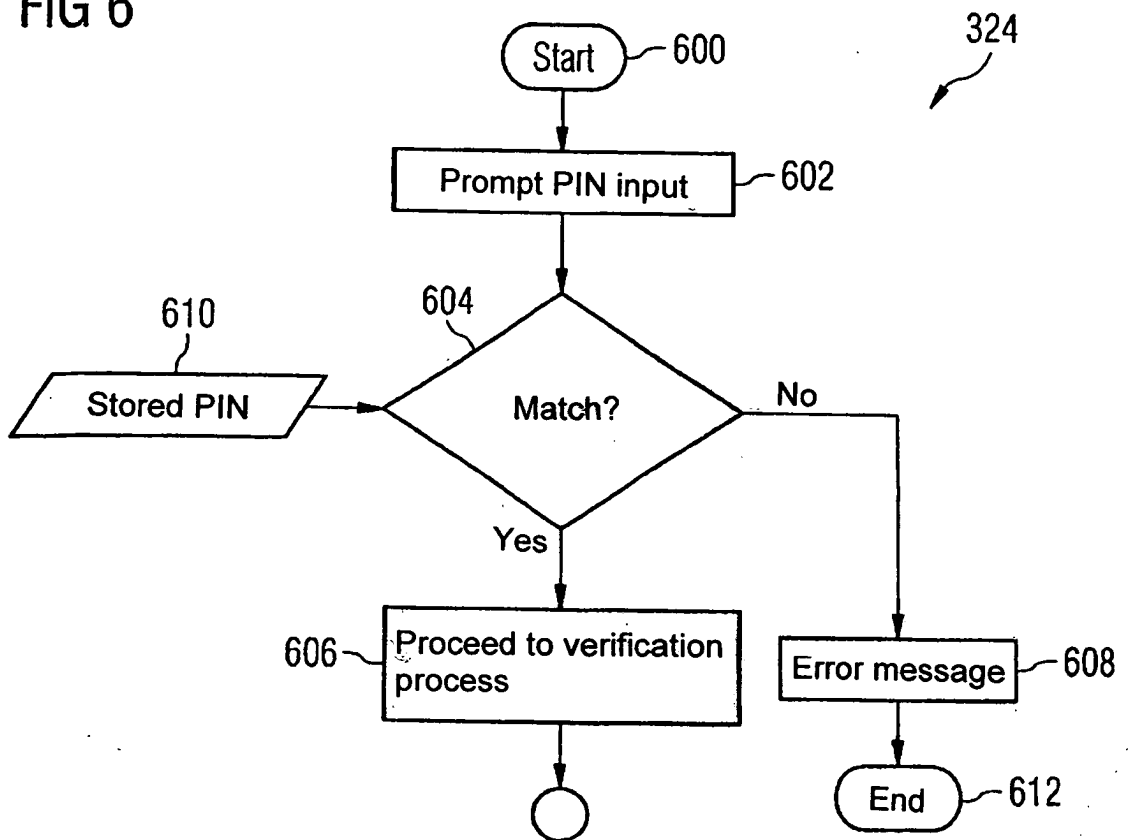 FIG 6
324
Start
600
Prompt PIN input
602
604
610
Stored PIN
Match?
No
Yes
606
Proceed to verification
process
Error message
608
End
612